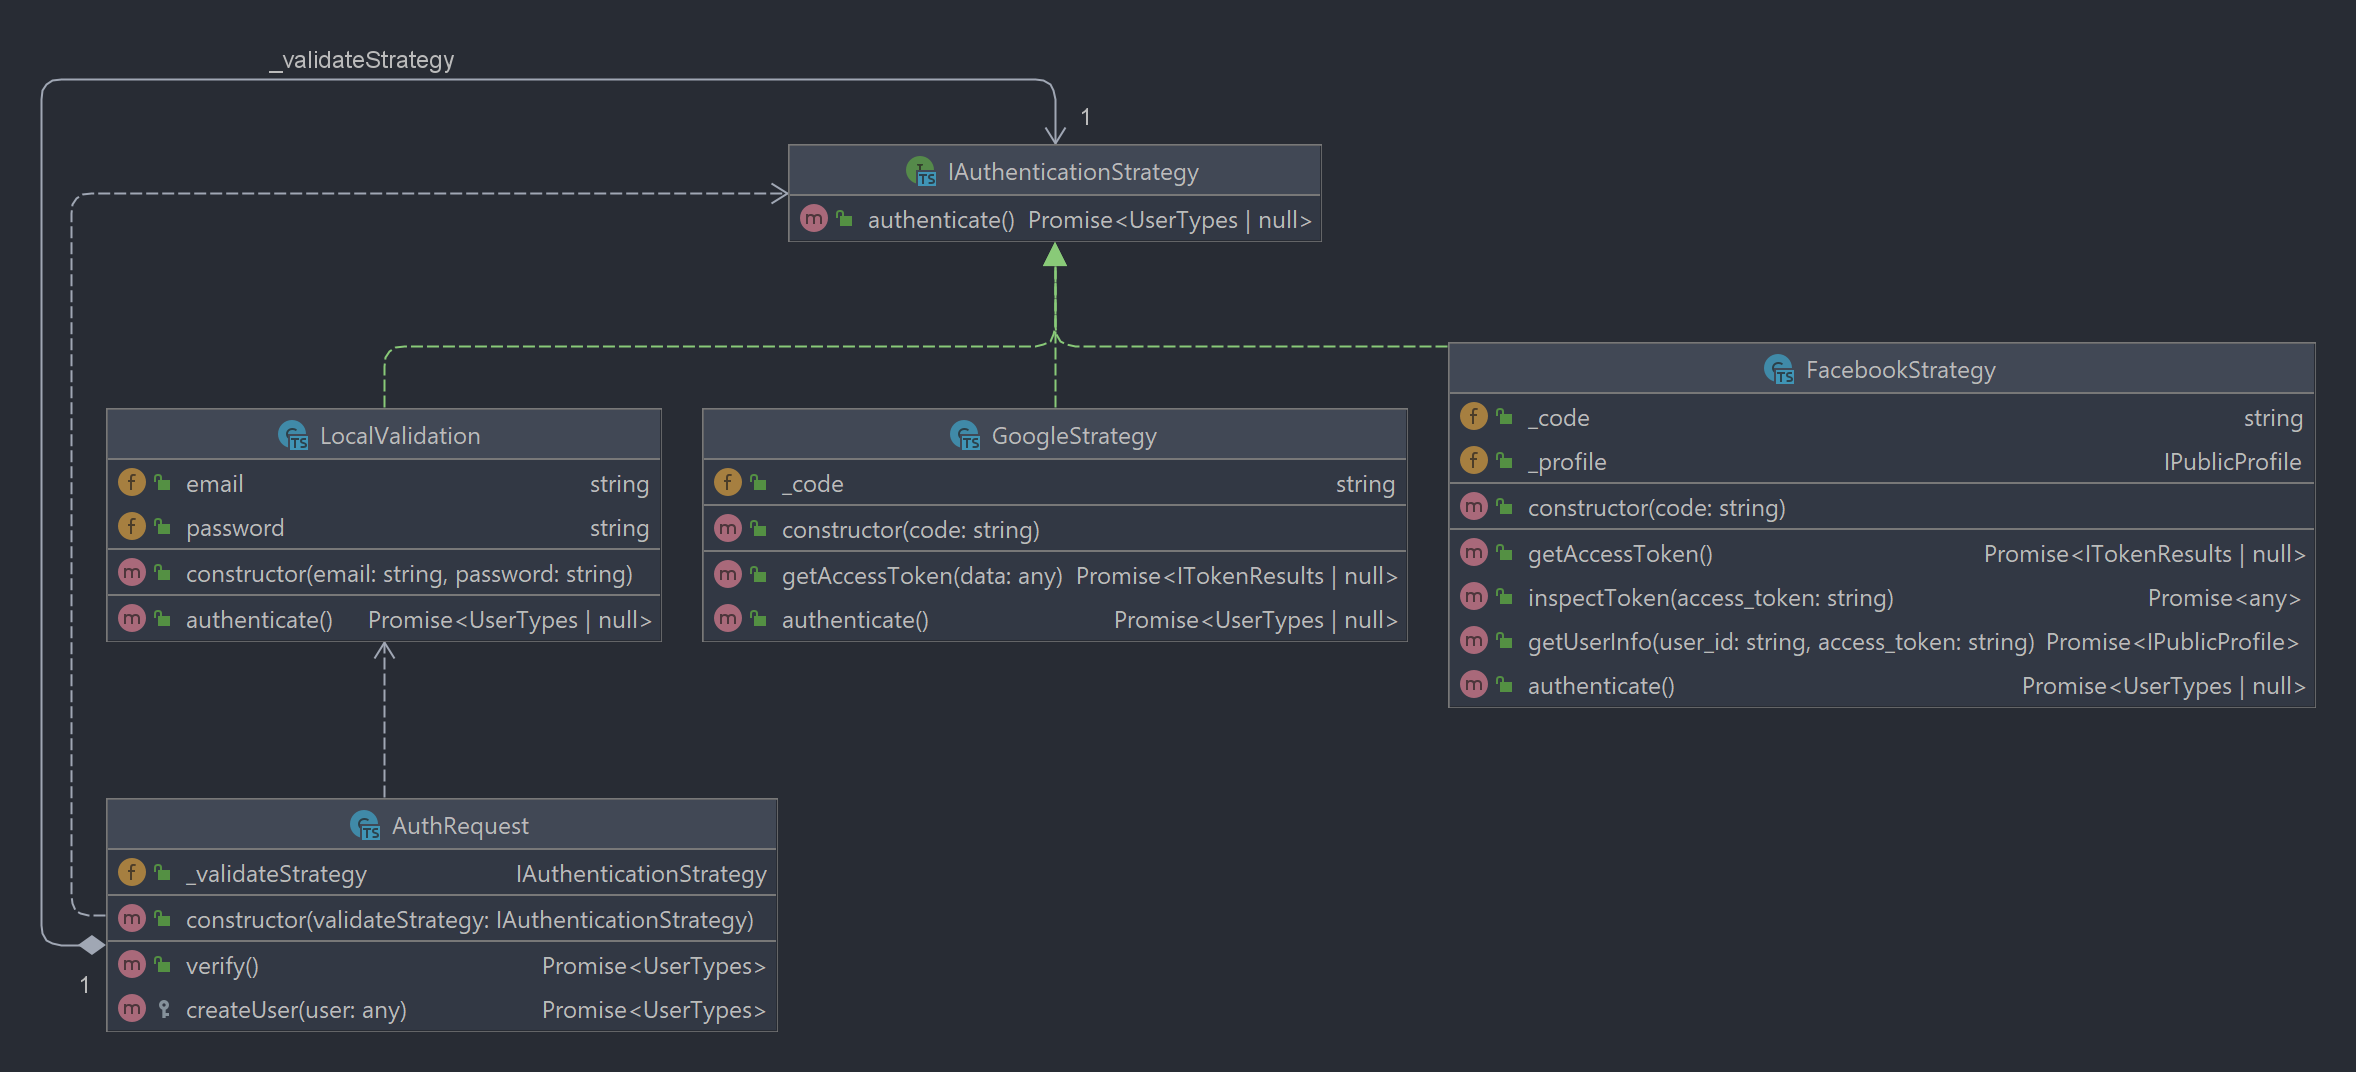 _validateStrategy
1
IAuthenticationStrategy
authenticate() Promise<UserTypes | null>
LocalValidation
email string
password string
constructor(email: string, password: string)
authenticate() Promise<UserTypes | null>
GoogleStrategy
_code string
constructor(code: string)
getAccessToken(data: any) Promise<ITokenResults | null>
authenticate() Promise<UserTypes | null>
FacebookStrategy
_code string
_profile IPublicProfile
constructor(code: string)
getAccessToken() Promise<ITokenResults | null>
inspectToken(access_token: string) Promise<any>
getUserInfo(user_id: string, access_token: string) Promise<IPublicProfile>
authenticate() Promise<UserTypes | null>
AuthRequest
_validateStrategy IAuthenticationStrategy
constructor(validateStrategy: IAuthenticationStrategy)
verify() Promise<UserTypes>
1
createUser(user: any) Promise<UserTypes>